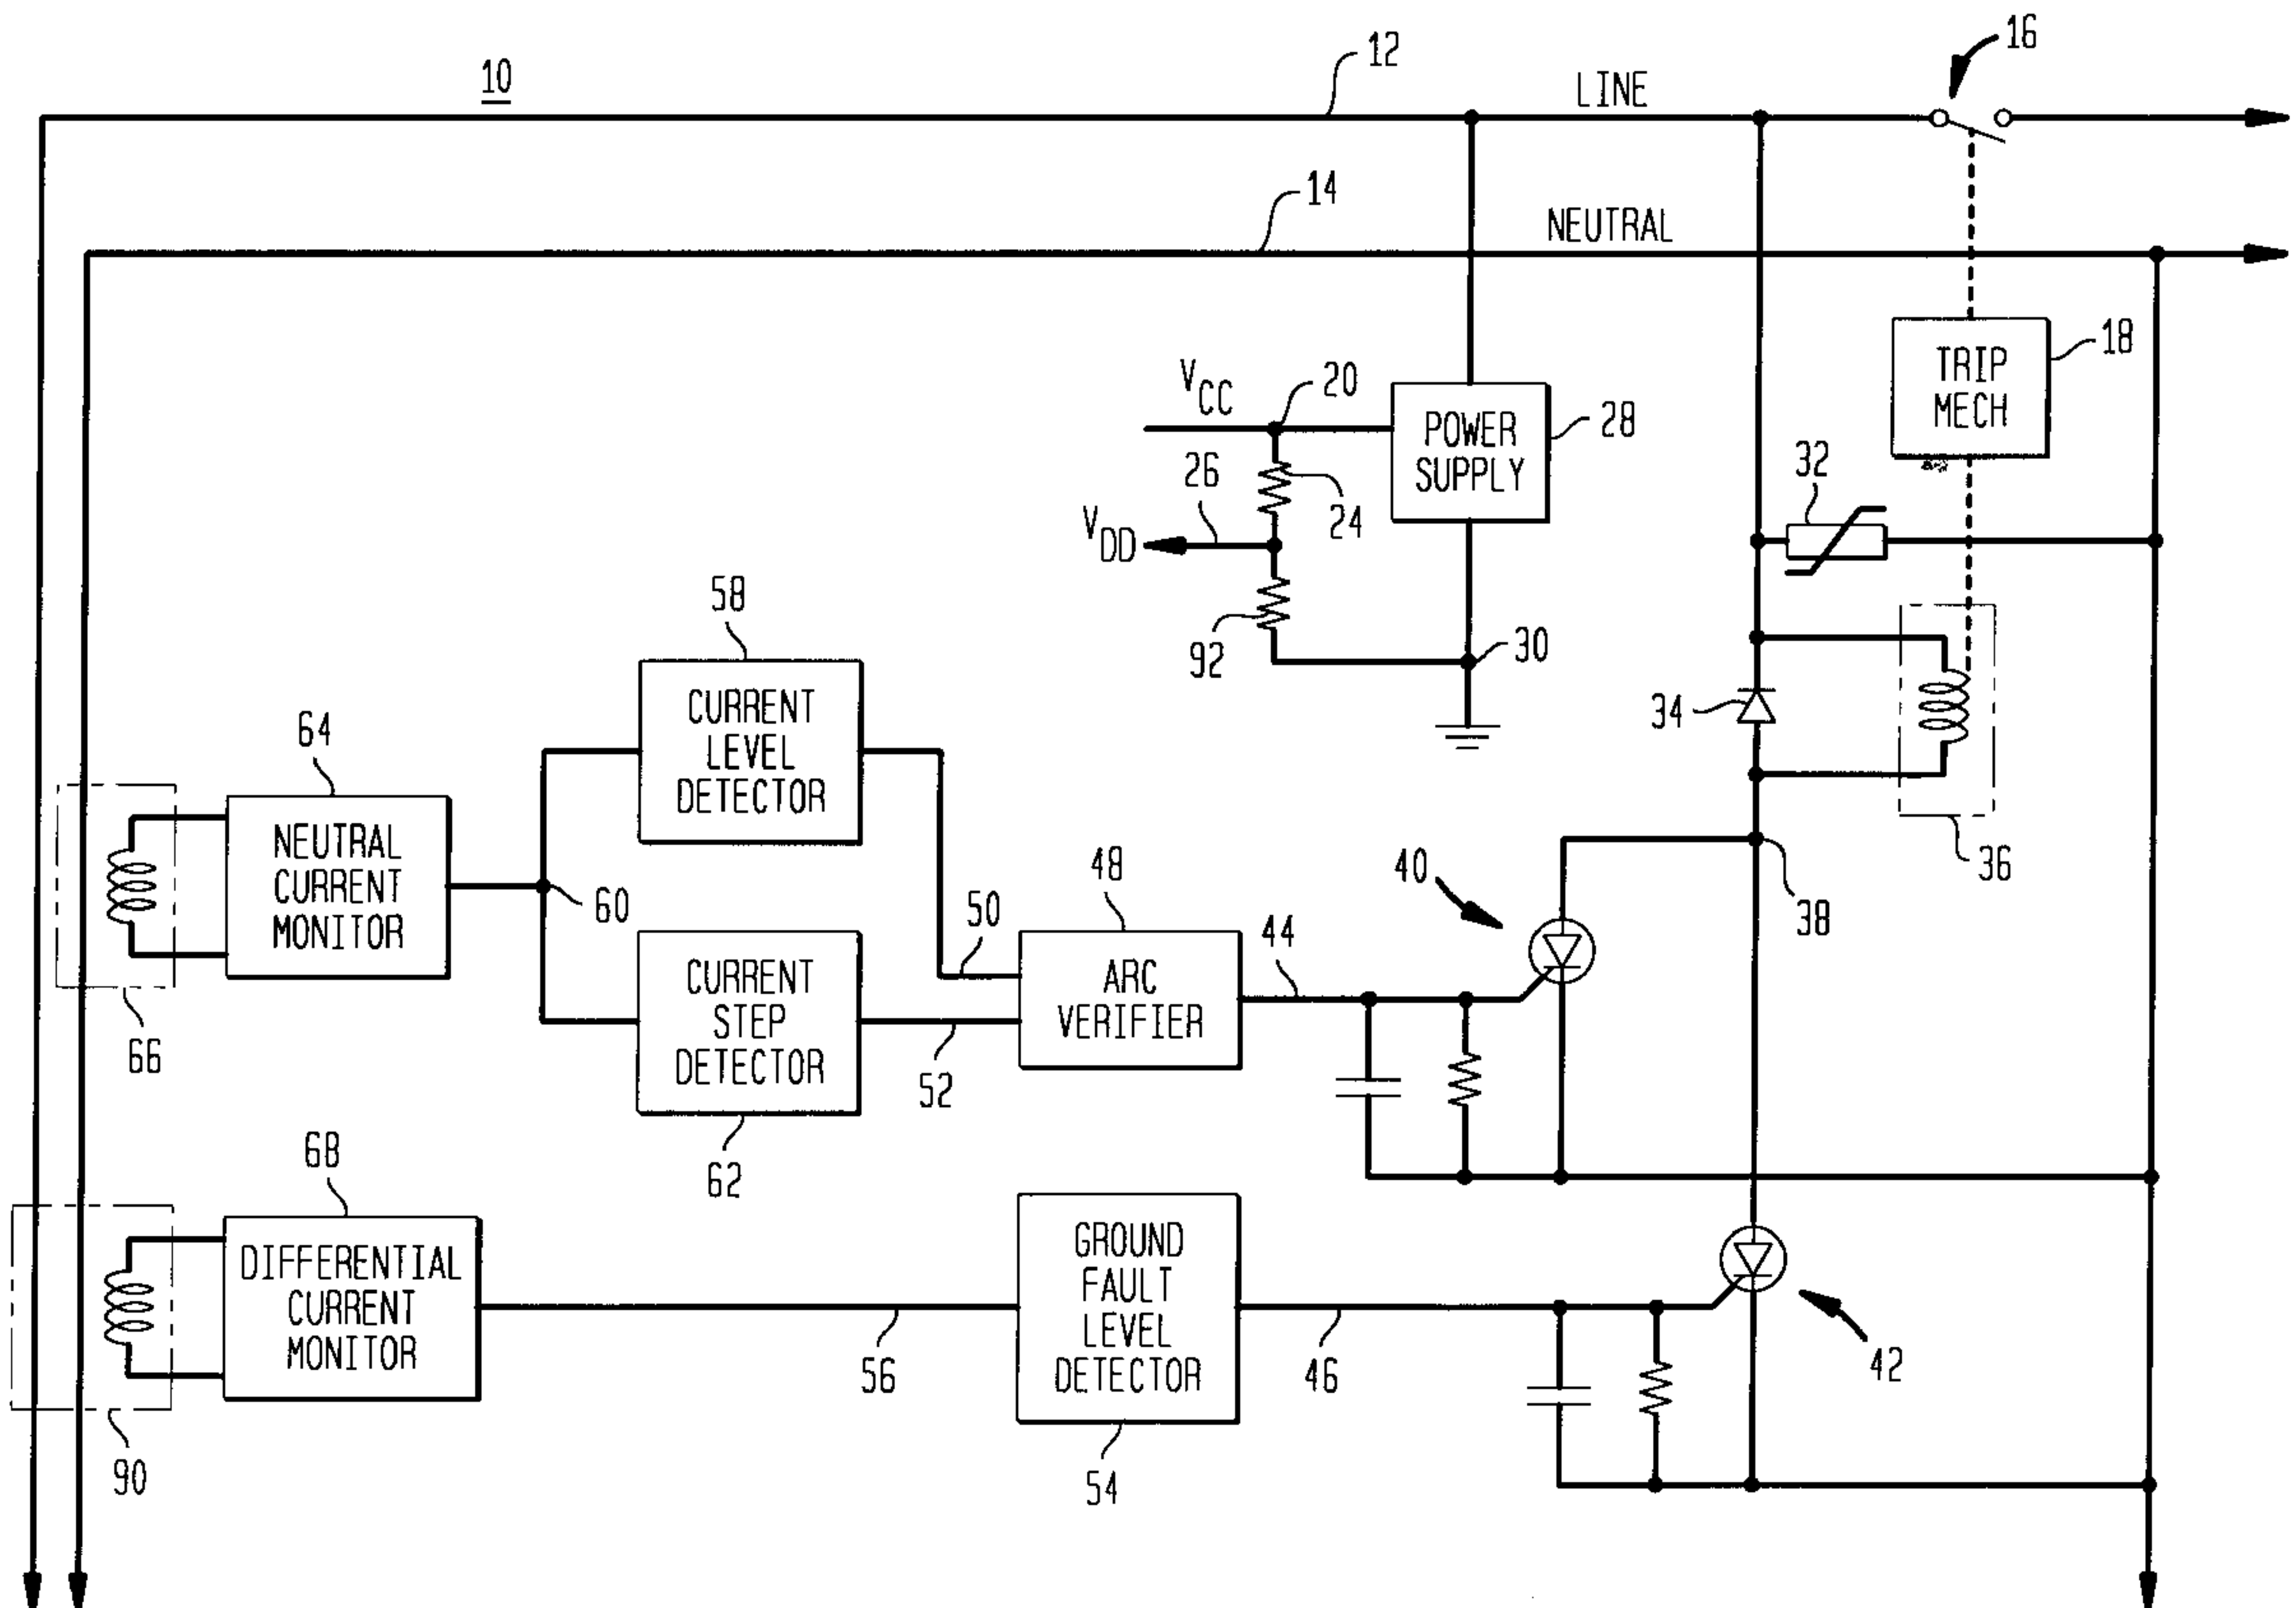 10
12
LINE
16
14
NEUTRAL
TRIP
MECH
18
VCC
20
POWER
SUPPLY
28
26
24
VDD
32
92
30
58
CURRENT
LEVEL
DETECTOR
34
36
64
NEUTRAL
CURRENT
MONITOR
66
60
CURRENT
STEP
DETECTOR
62
50
52
48
ARC
VERIFIER
44
40
38
68
DIFFERENTIAL
CURRENT
MONITOR
90
56
GROUND
FAULT
LEVEL
DETECTOR
54
46
42